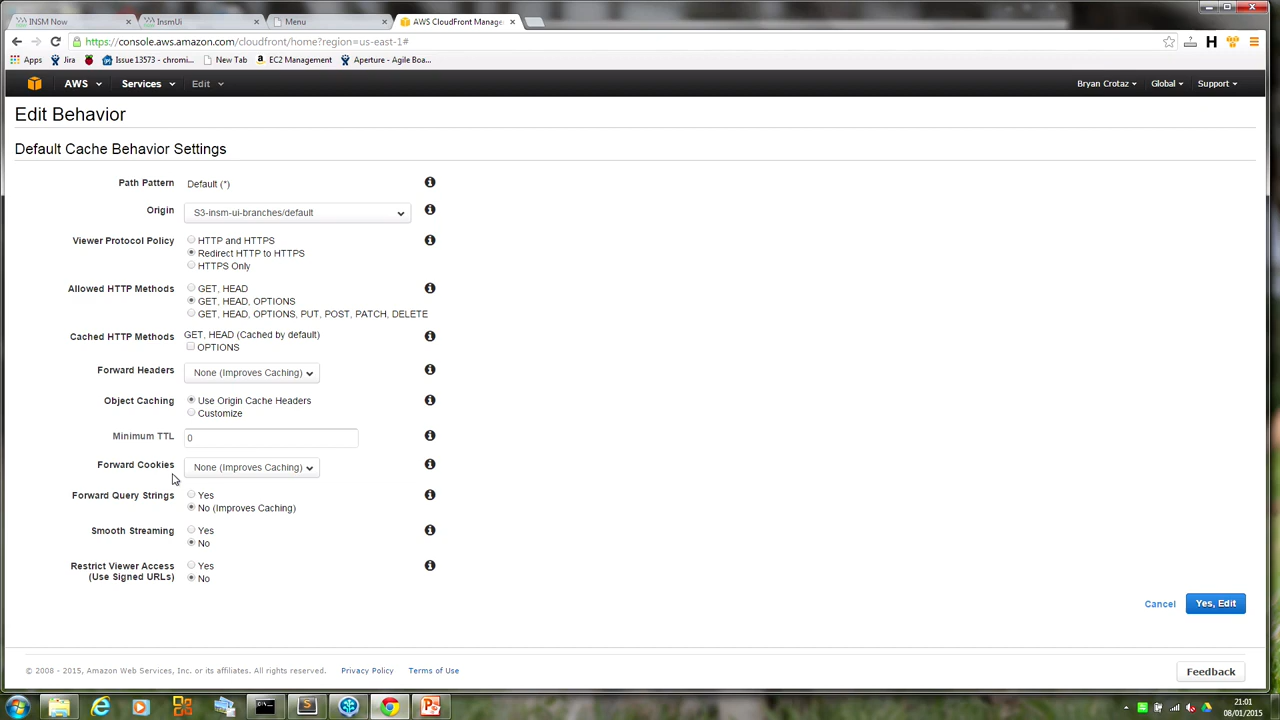 INSM Now
InsmUi
Menu
AWS CloudFront Manage
https://console.aws.amazon.com/cloudfront/home?region=us-east-1#
Apps
Jira
Issue 13573 - chromi...
New Tab
EC2 Management
Aperture - Agile Boa...
AWS
Services
Edit
Bryan Crotaz
Global
Support
Edit Behavior
Default Cache Behavior Settings
Path Pattern
Default (*)
Origin
S3-insm-ui-branches/default
Viewer Protocol Policy
HTTP and HTTPS
Redirect HTTP to HTTPS
HTTPS Only
Allowed HTTP Methods
GET, HEAD
GET, HEAD, OPTIONS
GET, HEAD, OPTIONS, PUT, POST, PATCH, DELETE
Cached HTTP Methods
GET, HEAD (Cached by default)
OPTIONS
Forward Headers
None (Improves Caching)
Object Caching
Use Origin Cache Headers
Customize
Minimum TTL
0
Forward Cookies
None (Improves Caching)
Forward Query Strings
Yes
No (Improves Caching)
Smooth Streaming
Yes
No
Restrict Viewer Access
(Use Signed URLs)
Yes
No
Cancel
Yes, Edit
© 2008 - 2015, Amazon Web Services, Inc. or its affiliates. All rights reserved.
Privacy Policy
Terms of Use
Feedback
21:01
08/01/2015